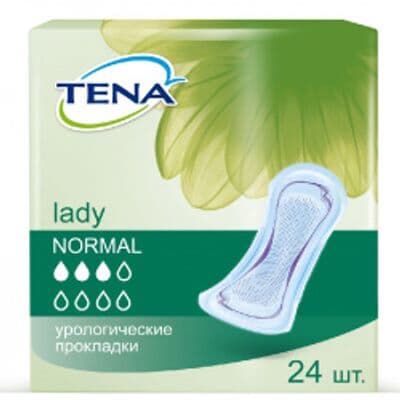 TENA
lady
NORMAL
урологические
прокладки
24 шт.